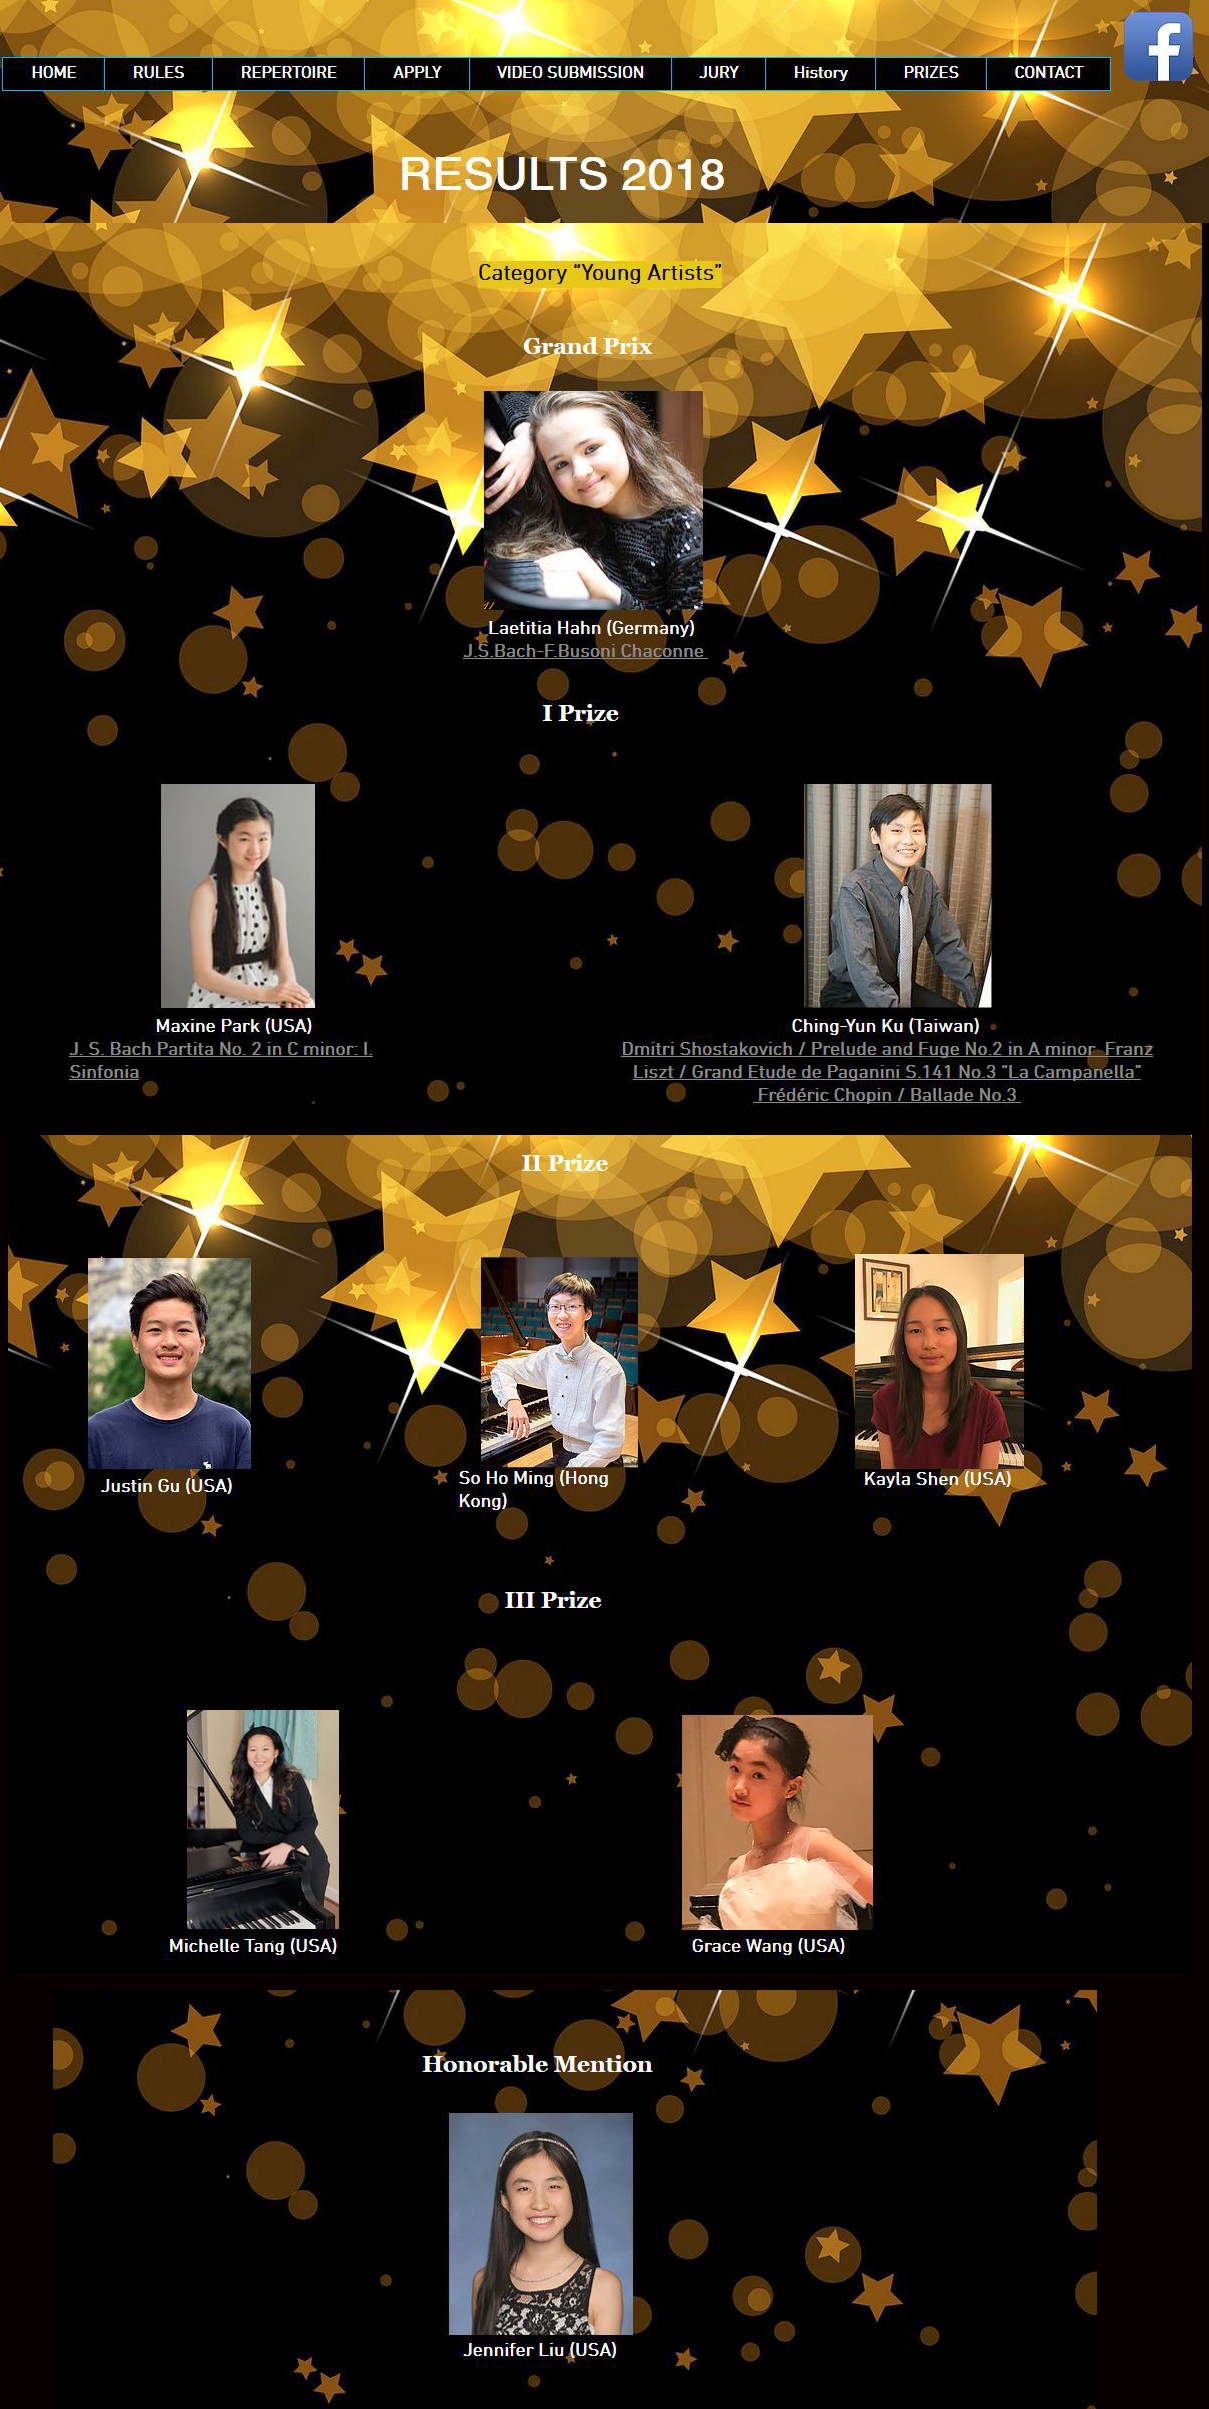 HOME RULES REPERTOIRE APPLY VIDEO SUBMISSION JURY History PRIZES CONTACT
RESULTS 2018
Category “Young Artists”
Grand Prix
Laetitia Hahn (Germany)
J.S.Bach-F.Busoni Chaconne
I Prize
Maxine Park (USA)
J. S. Bach Partita No. 2 in C minor: I.
Sinfonia
Ching-Yun Ku (Taiwan)
Dmitri Shostakovich / Prelude and Fuge No.2 in A minor Franz
Liszt / Grand Etude de Paganini S.141 No.3 “La Campanella”
Frédéric Chopin / Ballade No.3
II Prize
Justin Gu (USA)
So Ho Ming (Hong
Kong)
Kayla Shen (USA)
III Prize
Michelle Tang (USA)
Grace Wang (USA)
Honorable Mention
Jennifer Liu (USA)